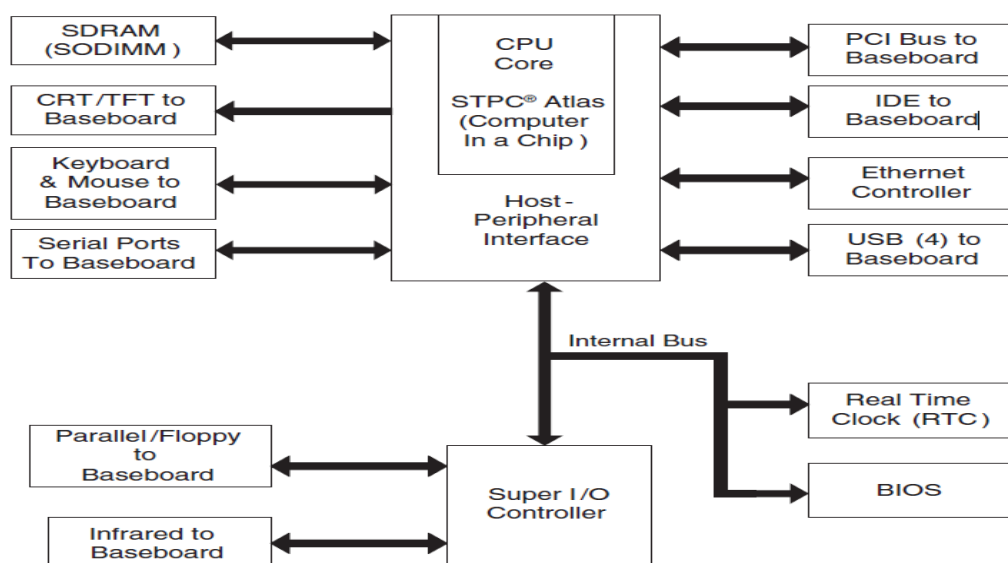 SDRAM
(SODIMM)
CRT/TFT to
Baseboard
Keyboard
& Mouse to
Baseboard
Serial Ports
To Baseboard
CPU
Core
STPC® Atlas
(Computer
In a Chip)
Host-
Peripheral
Interface
PCI Bus to
Baseboard
IDE to
Baseboard
Ethernet
Controller
USB (4) to
Baseboard
Internal Bus
Real Time
Clock (RTC)
BIOS
Parallel/Floppy
to
Baseboard
Infrared to
Baseboard
Super I/O
Controller